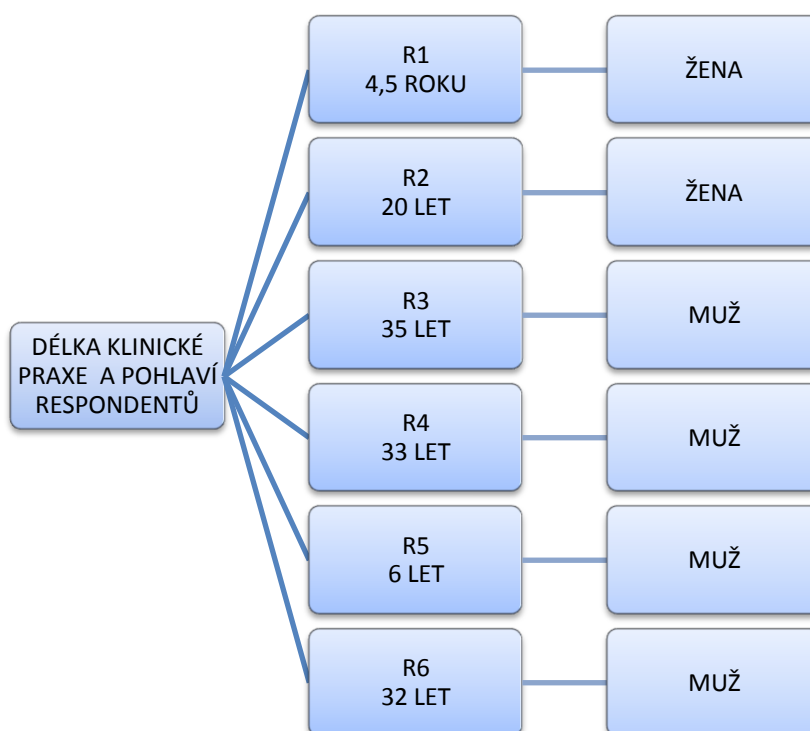 DÉLKA KLINICKÉ
PRAXE A POHLAVÍ
RESPONDENTŮ
R1
4,5 ROKU
ŽENA
R2
20 LET
ŽENA
R3
35 LET
MUŽ
R4
33 LET
MUŽ
R5
6 LET
MUŽ
R6
32 LET
MUŽ